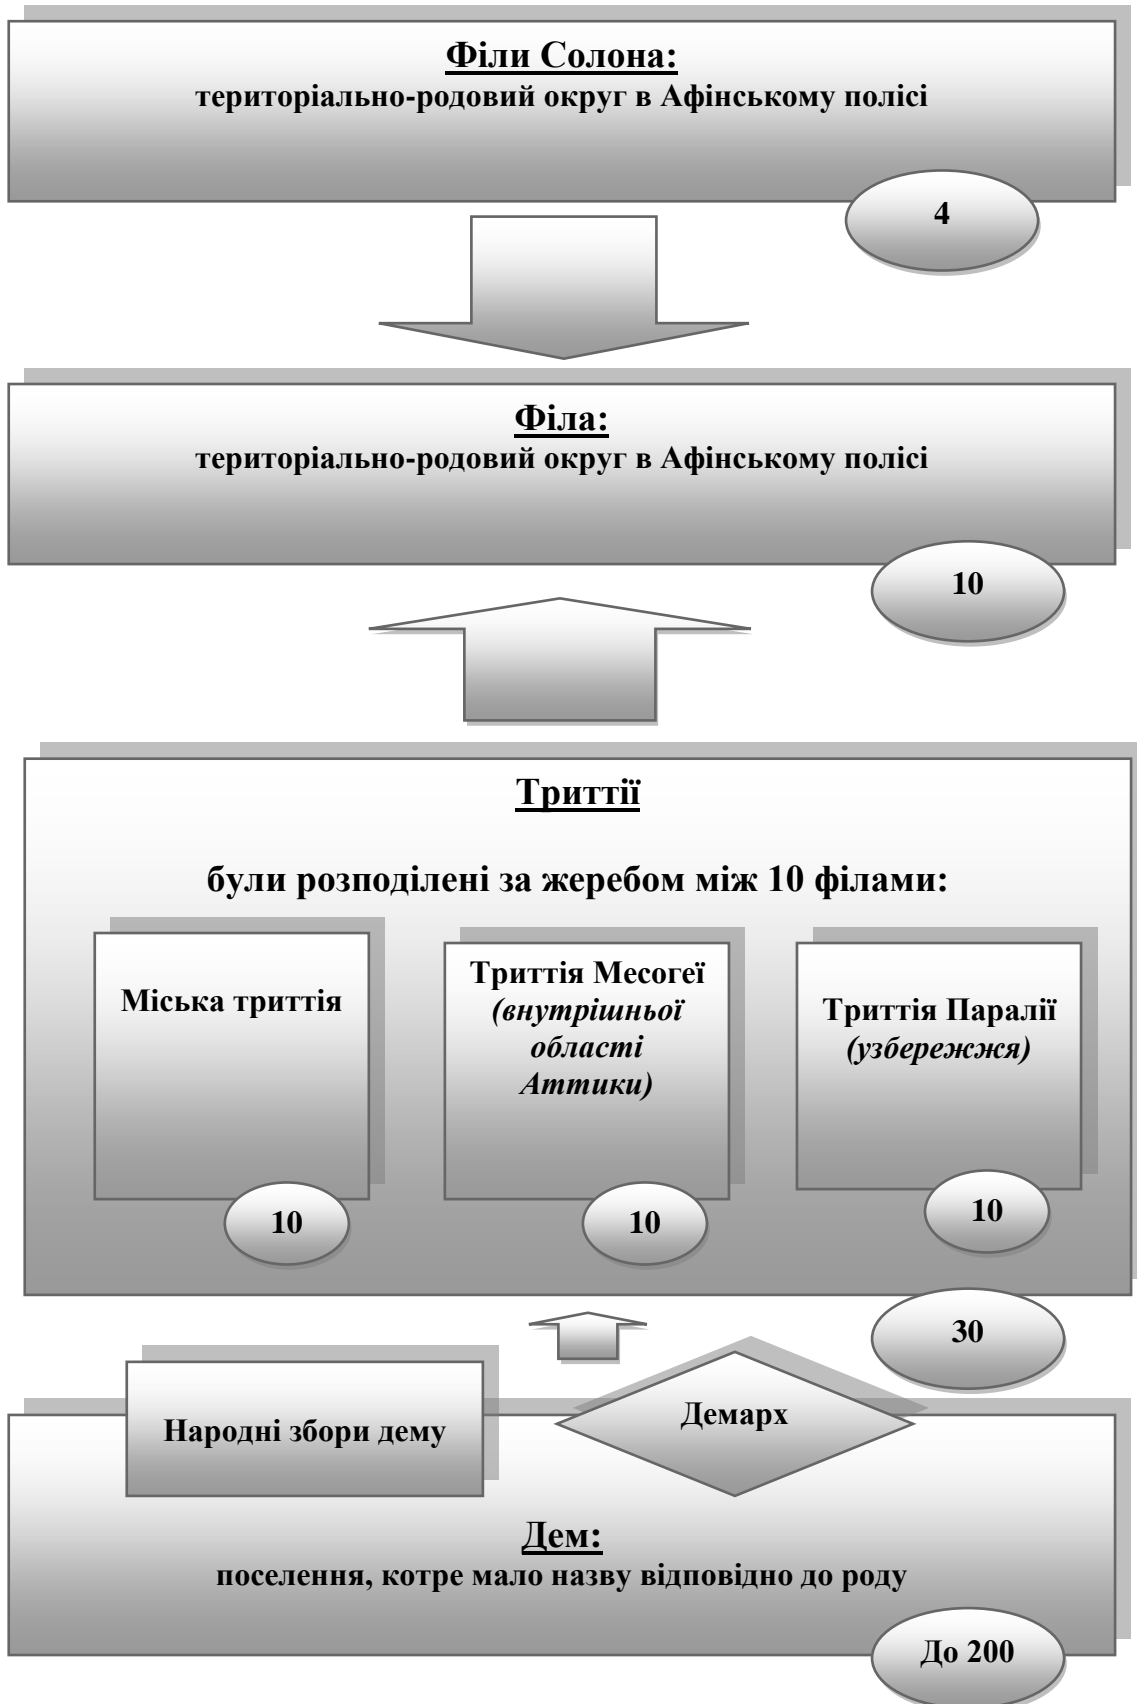 Філи Солона:
територіально-родовий округ в Афінському полісі
4
Філа:
територіально-родовий округ в Афінському полісі
10
Триттії
були розподілені за жеребом між 10 філами:
Міська триттія
10
Триттія Месогеї
(внутрішньої
області
Аттики)
10
Триттія Паралії
(узбережжя)
10
30
Народні збори дему
Демарх
Дем:
поселення, котре мало назву відповідно до роду
До 200